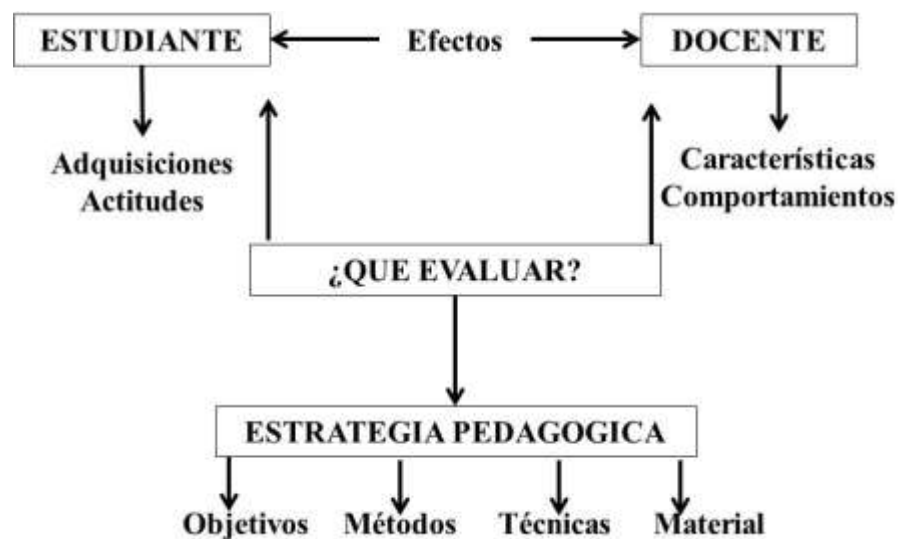 ESTUDIANTE
Efectos
DOCENTE
Adquisiciones
Actitudes
Características
Comportamientos
¿QUE EVALUAR?
ESTRATEGIA PEDAGOGICA
Objetivos
Métodos
Técnicas
Material